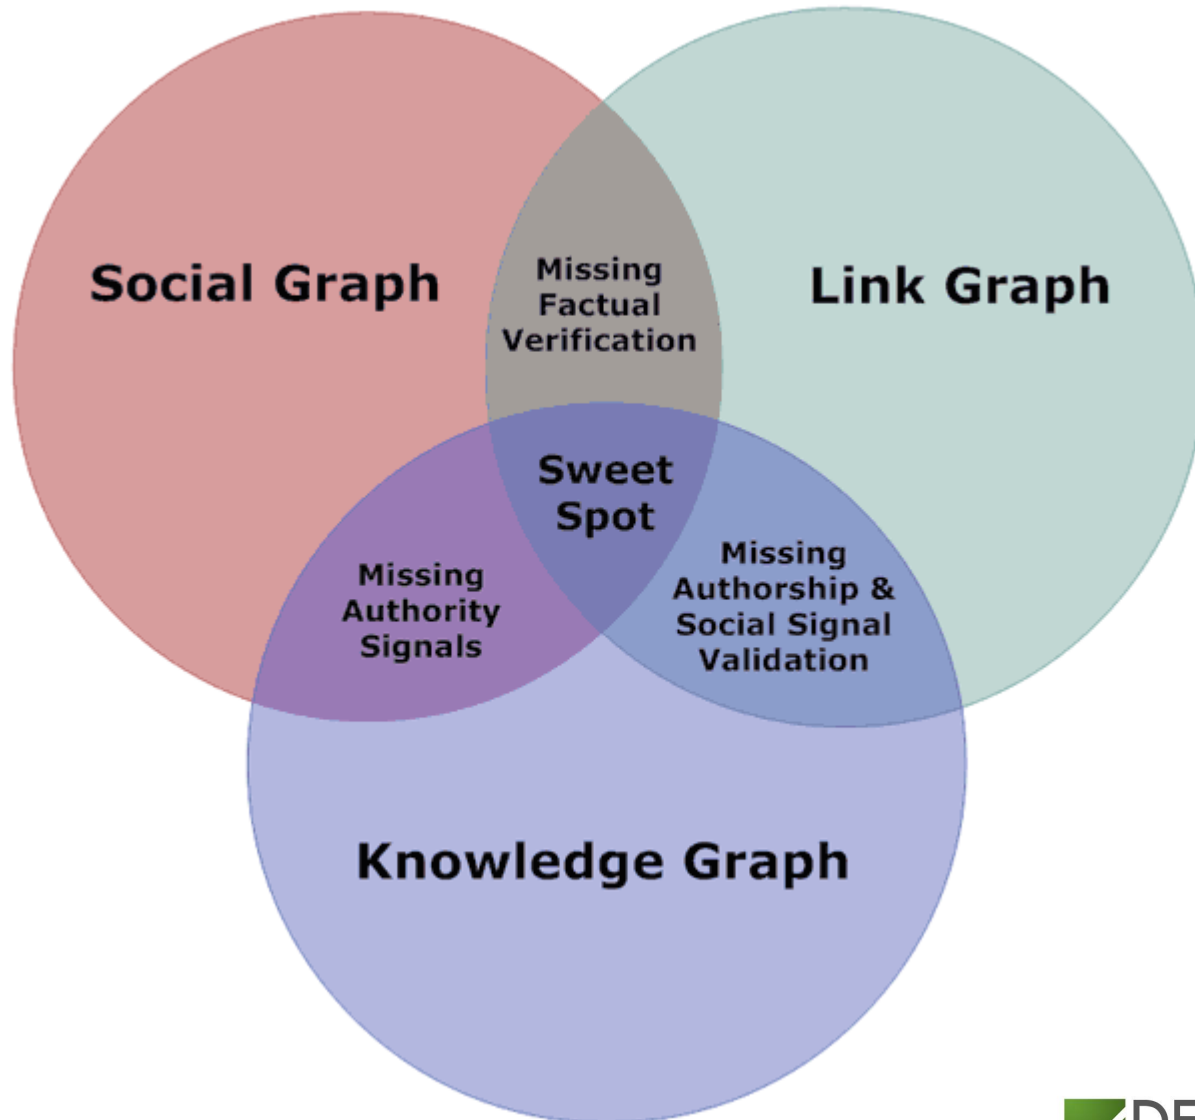 Social Graph
Missing
Factual
Verification
Link Graph
Sweet
Spot
Missing
Authority
Signals
Missing
Authorship &
Social Signal
Validation
Knowledge Graph